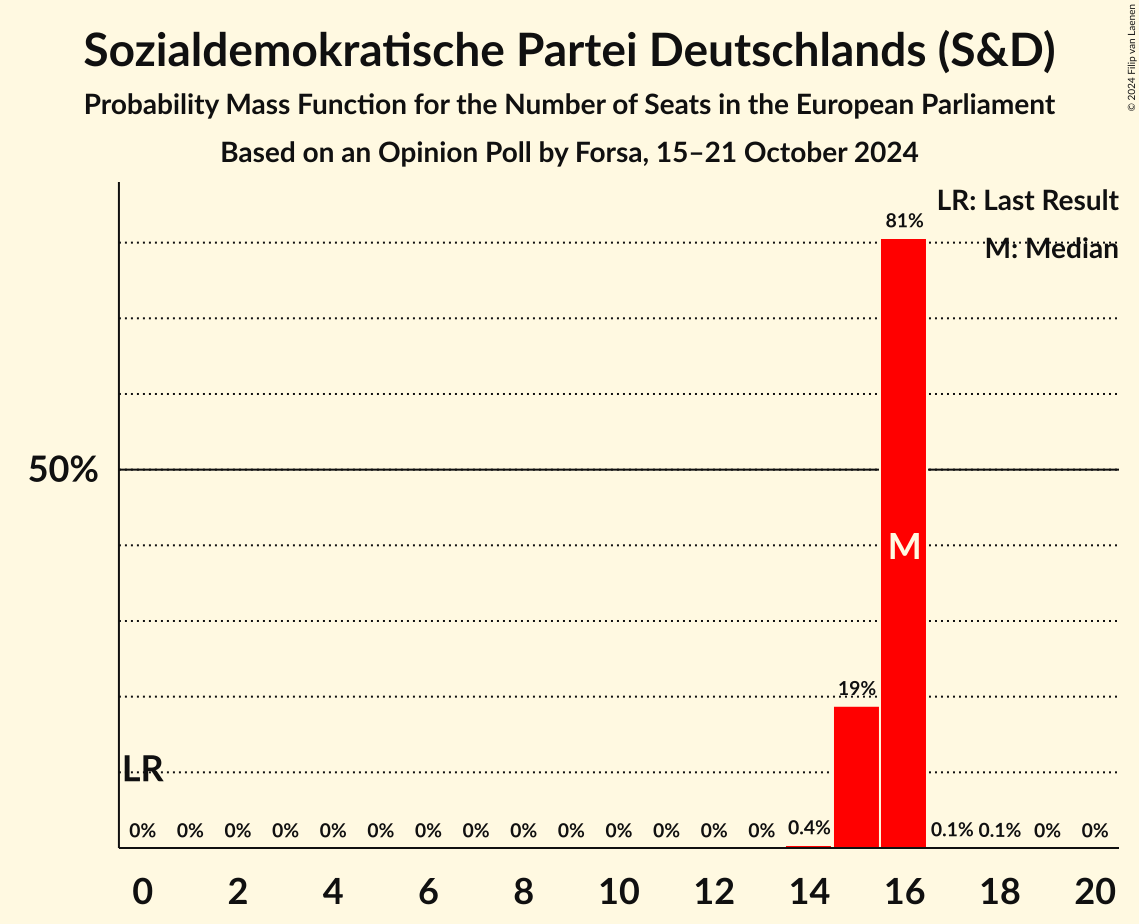 Sozialdemokratische Partei Deutschlands (S&D)
Probability Mass Function for the Number of Seats in the European Parliament
Based on an Opinion Poll by Forsa, 15–21 October 2024
© 2024 Filip van Laenen
LR: Last Result
M: Median
81%
50%
M
19%
LR
0% 0% 0% 0% 0% 0% 0% 0% 0% 0% 0% 0% 0% 0% 0.4% 0.1% 0.1% 0% 0%
0 2 4 6 8 10 12 14 16 18 20